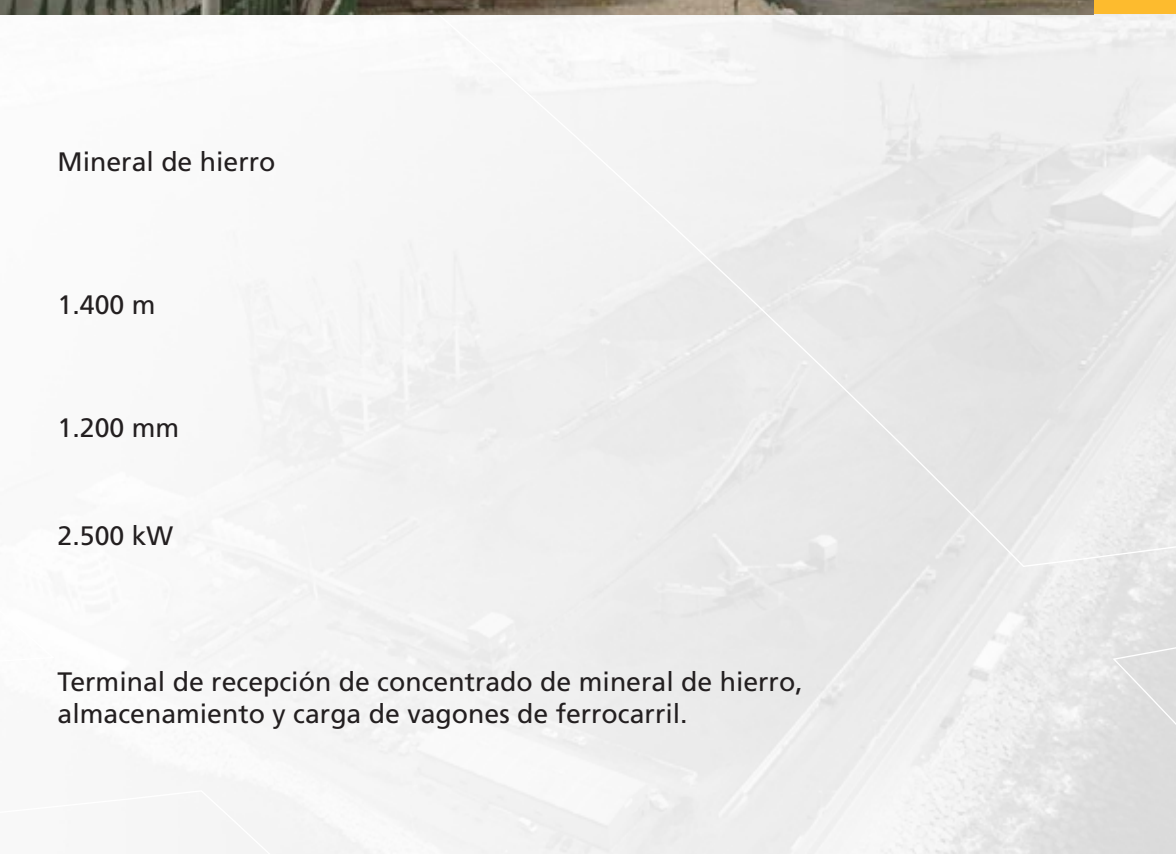 Mineral de hierro
1.400 m
1.200 mm
2.500 kW
Terminal de recepción de concentrado de mineral de hierro,
almacenamiento y carga de vagones de ferrocarril.